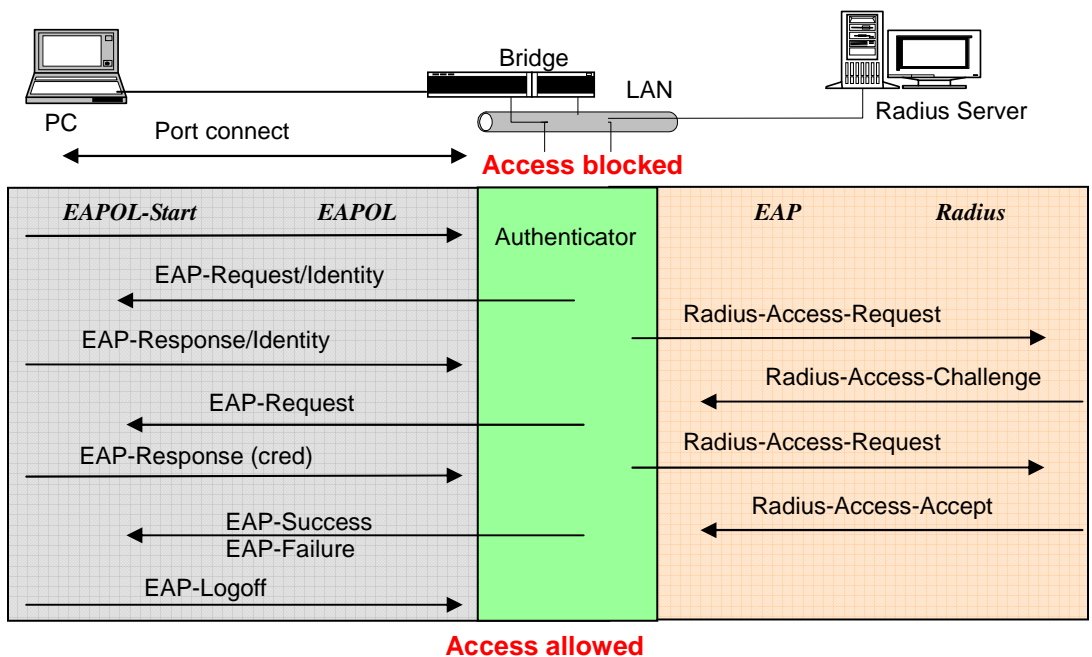 Bridge
LAN
PC
Radius Server
Port connect
Access blocked
EAPOL-Start EAPOL
Authenticator
EAP Radius
EAP-Request/Identity
Radius-Access-Request
EAP-Response/Identity
Radius-Access-Challenge
EAP-Request
Radius-Access-Request
EAP-Response (cred)
Radius-Access-Accept
EAP-Success
EAP-Failure
EAP-Logoff
Access allowed